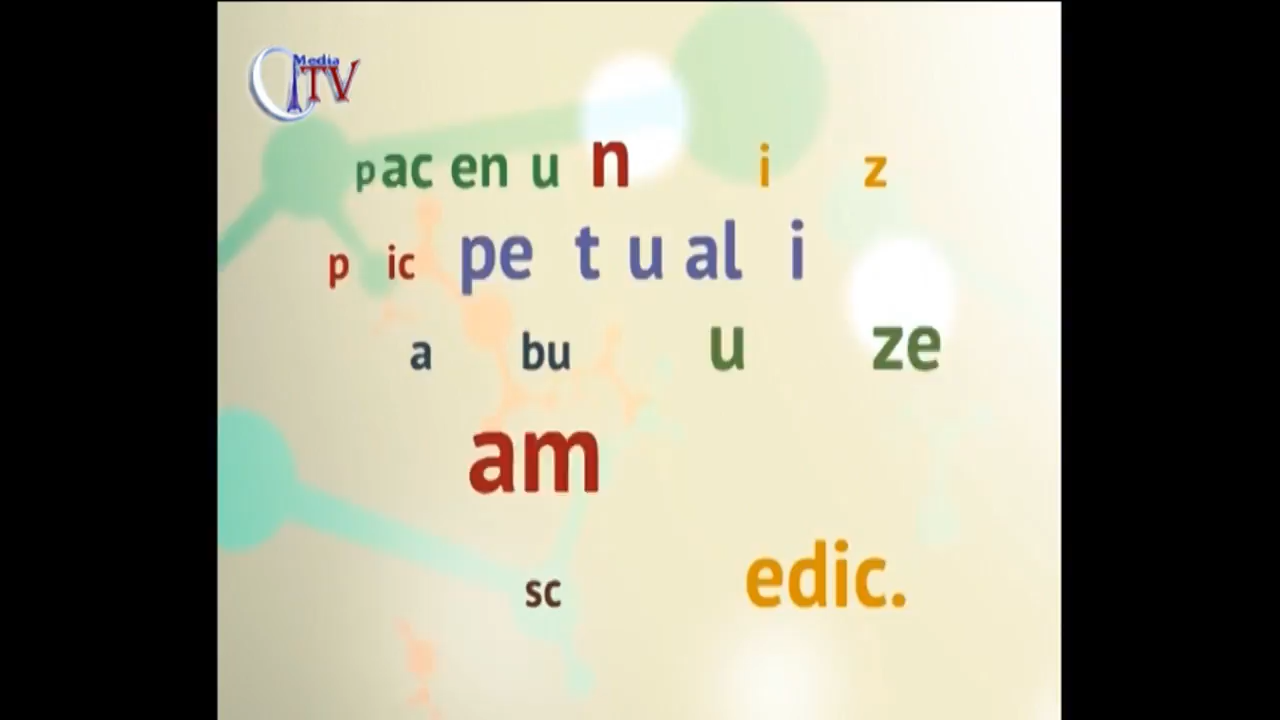 Media
TV
pac en u n i z
p ic pe t u al i
a bu u ze
am
sc edic.